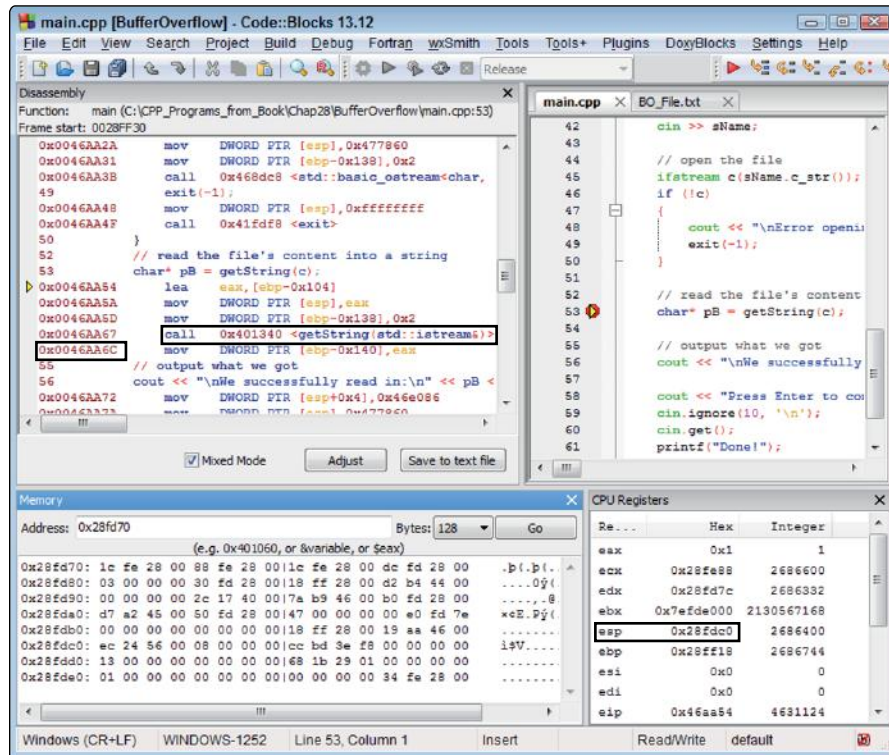 main.cpp [BufferOverflow] - Code::Blocks 13.12
File Edit View Search Project Build Debug Fortran wxSmith Tools Tools+ Plugins DoxyBlocks Settings Help
Release
Disassembly
Function: main (C:\CPP_Programs_from_Book\Chap28\BufferOverflow\main.cpp:53)
Frame start: 0028FF30
0x0046AA2A mov DWORD PTR [esp],0x477860
0x0046AA31 mov DWORD PTR [ebp-0x138],0x2
0x0046AA3B call 0x468dc8 <std::basic_ostream<char,
49 exit(-1);
0x0046AA48 mov DWORD PTR [esp],0xffffffff
0x0046AA4F call 0x41fdf8 <exit>
50 }
52 // read the file's content into a string
53 char* pB = getString(c);
0x0046AA54 lea eax,[ebp-0x104]
0x0046AA5A mov DWORD PTR [esp],eax
0x0046AA5D mov DWORD PTR [ebp-0x138],0x2
0x0046AA67 call 0x401340 <getString(std::istream&)>
0x0046AA6C mov DWORD PTR [ebp-0x140],eax
55 // output what we got
56 cout << "\nWe successfully read in:\n" << pB <
0x0046AA72 mov DWORD PTR [esp+0x4],0x46e086
mov DWORD PTR [esp],0x477860
Mixed Mode
Adjust
Save to text file
main.cpp
BO_File.txt
42 cin >> sName;
43
44 // open the file
45 ifstream c(sName.c_str());
46 if (!c)
47 {
48 cout << "\nError openi
49 exit(-1);
50 }
51
52 // read the file's content
53 char* pB = getString(c);
54
55 // output what we got
56 cout << "\nWe successfully
57
58 cout << "Press Enter to co
59 cin.ignore(10, '\n');
60 cin.get();
61 printf("Done!");
Memory
Address: 0x28fd70 Bytes: 128 Go
(e.g. 0x401060, or &variable, or $eax)
0x28fd70: 1c fe 28 00 88 fe 28 00|1c fe 28 00 dc fd 28 00 .þ(.þ(.
0x28fd80: 03 00 00 00 30 fd 28 00|18 ff 28 00 d2 b4 44 00 ....0ý(
0x28fd90: 00 00 00 00 2c 17 40 00|7a b9 46 00 b0 fd 28 00 ....,.@
0x28fda0: d7 a2 45 00 50 fd 28 00|47 00 00 00 00 e0 fd 7e ×¢E.Pý(
0x28fdb0: 00 00 00 00 00 00 00 00|18 ff 28 00 19 aa 46 00 .......
0x28fdc0: ec 24 56 00 08 00 00 00|cc bd 3e f8 00 00 00 00 ì$V....
0x28fdd0: 13 00 00 00 00 00 00 00|68 1b 29 01 00 00 00 00 .......
0x28fde0: 01 00 00 00 00 00 00 00|00 00 00 00 34 fe 28 00 .......
CPU Registers
Re... Hex Integer
eax 0x1 1
ecx 0x28fe88 2686600
edx 0x28fd7c 2686332
ebx 0x7efde000 2130567168
esp 0x28fdc0 2686400
ebp 0x28ff18 2686744
esi 0x0 0
edi 0x0 0
eip 0x46aa54 4631124
Windows (CR+LF) WINDOWS-1252 Line 53, Column 1 Insert Read/Write default